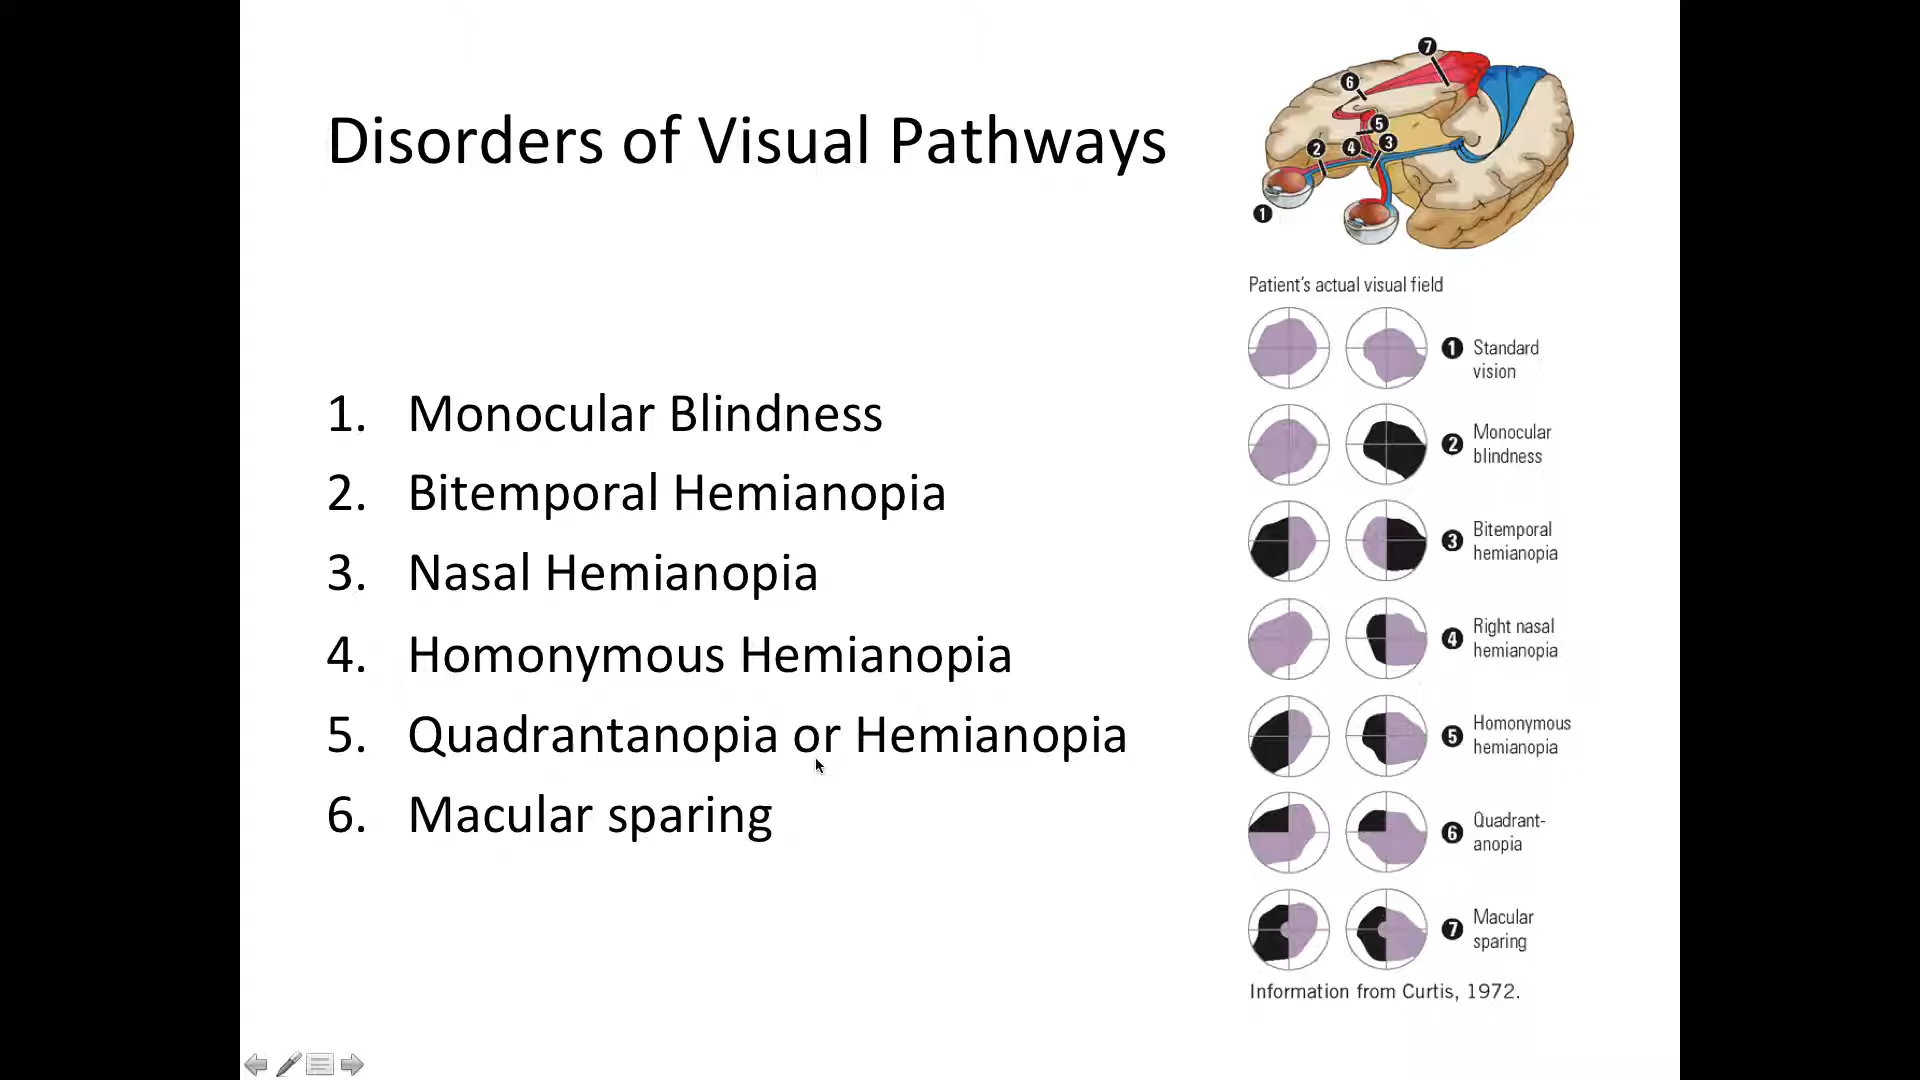 Disorders of Visual Pathways
1. Monocular Blindness
2. Bitemporal Hemianopia
3. Nasal Hemianopia
4. Homonymous Hemianopia
5. Quadrantanopia or Hemianopia
6. Macular sparing
7
6
5
4
3
2
1
Patient's actual visual field
1 Standard
vision
2 Monocular
blindness
3 Bitemporal
hemianopia
4 Right nasal
hemianopia
5 Homonymous
hemianopia
6 Quadrant-
anopia
7 Macular
sparing
Information from Curtis, 1972.